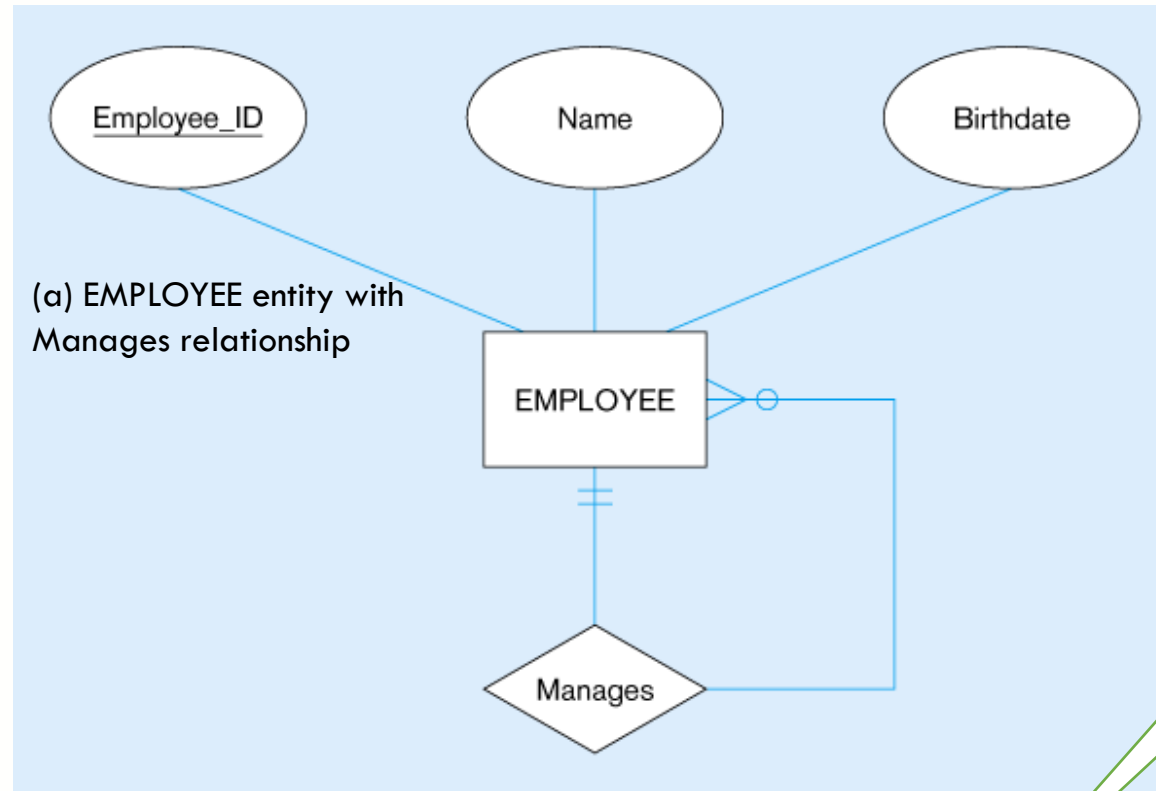 Employee_ID
Name
Birthdate
(a) EMPLOYEE entity with
Manages relationship
EMPLOYEE
Manages